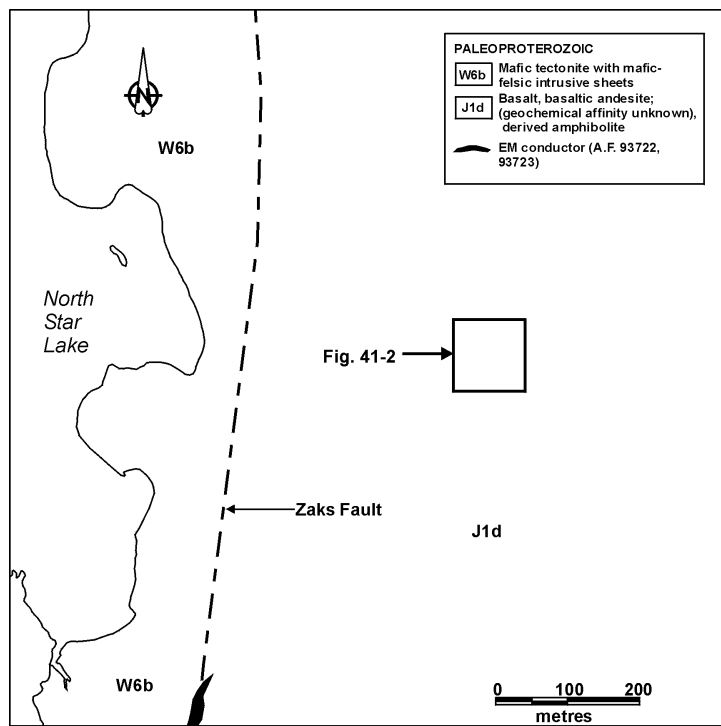 PALEOPROTEROZOIC
W6b Mafic tectonite with mafic-
felsic intrusive sheets
J1d Basalt, basaltic andesite;
(geochemical affinity unknown),
derived amphibolite
EM conductor (A.F. 93722,
93723)
N
W6b
North
Star
Lake
Fig. 41-2
Zaks Fault
J1d
W6b
0 100 200
metres